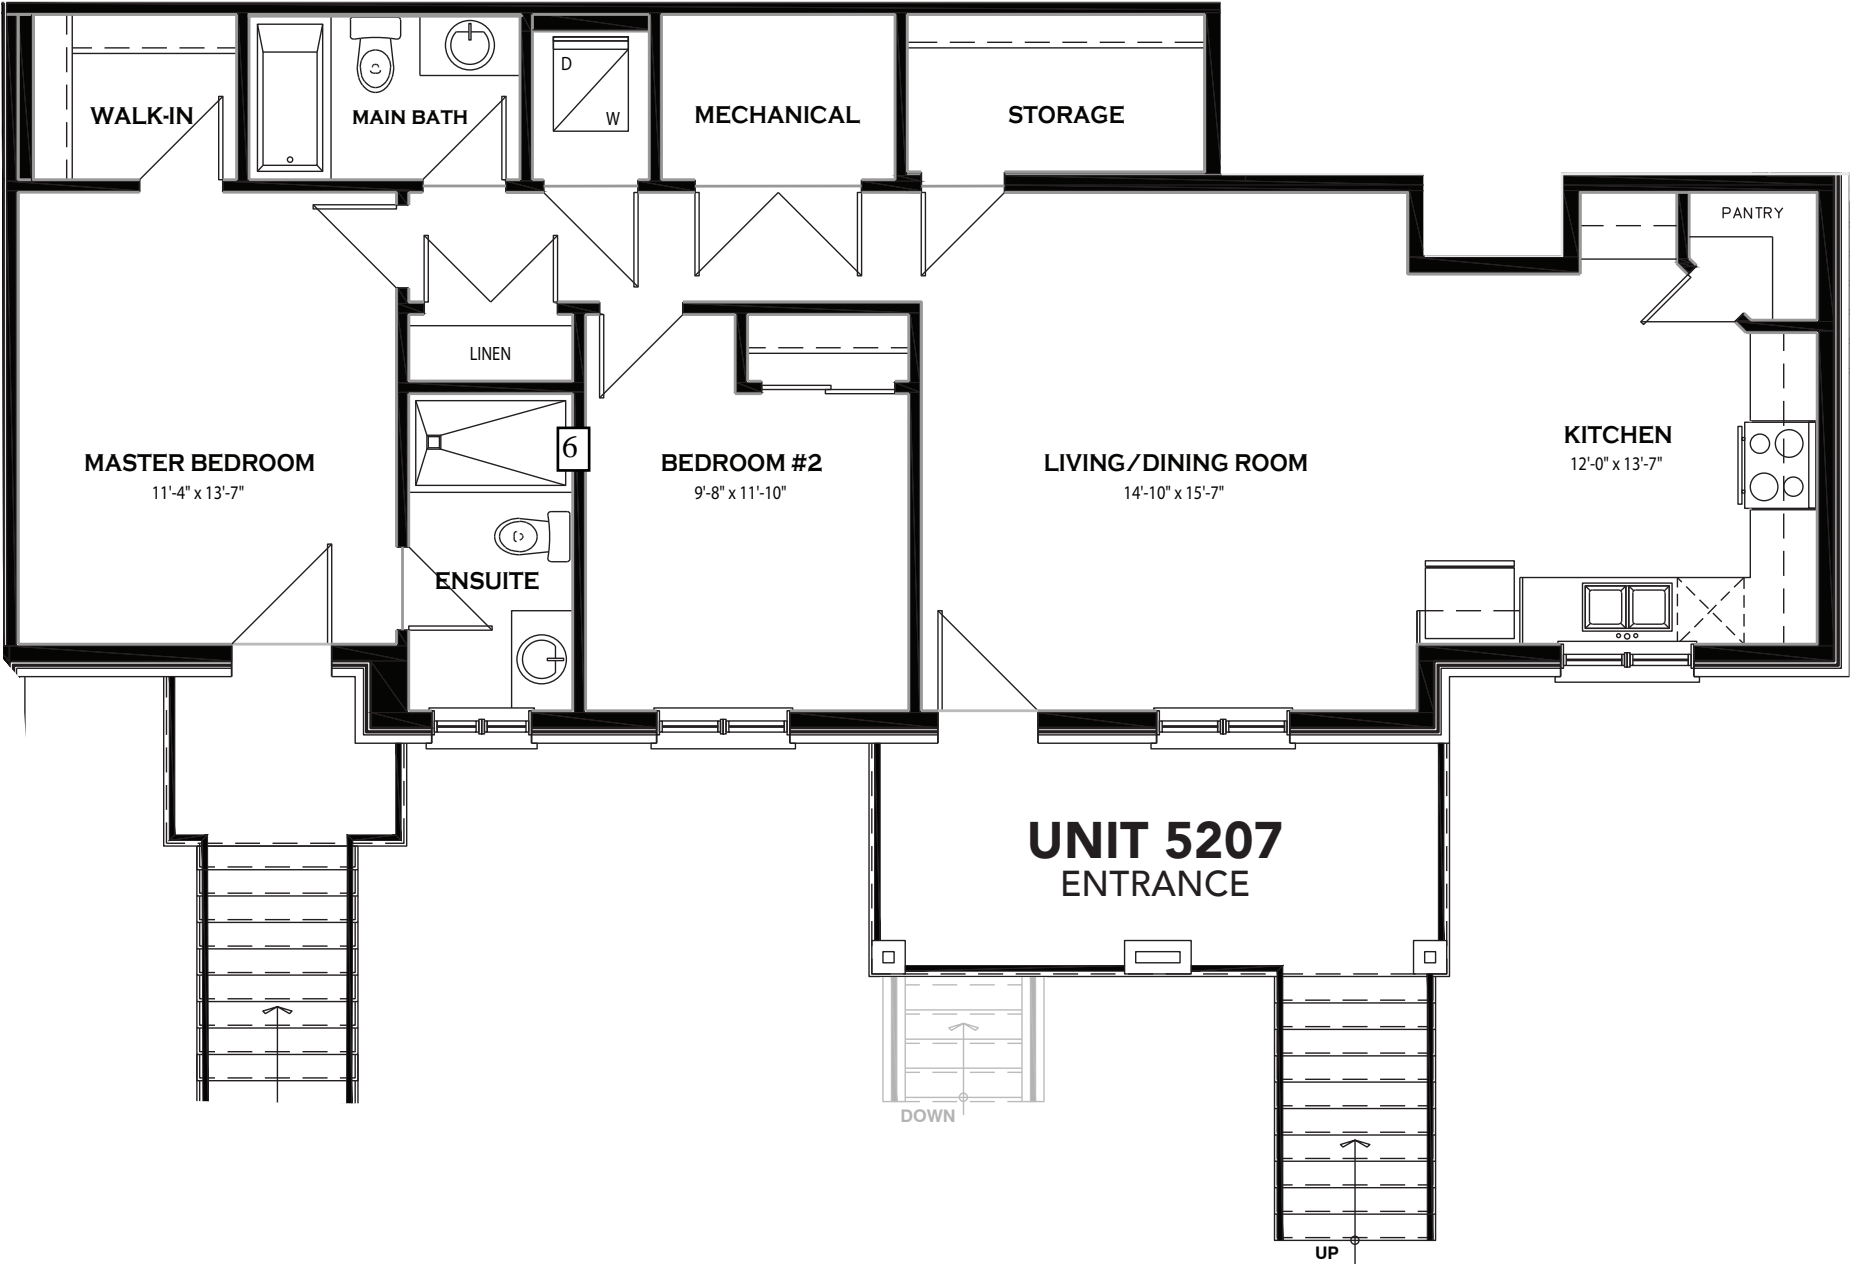 PANTRY
D
W
WALK-IN
MAIN BATH
MECHANICAL
STORAGE
LINEN
MASTER BEDROOM
11'-4" x 13'-7"
6
BEDROOM #2
9'-8" x 11'-10"
LIVING/DINING ROOM
14'-10" x 15'-7"
KITCHEN
12'-0" x 13'-7"
ENSUITE
UNIT 5207
ENTRANCE
DOWN
UP